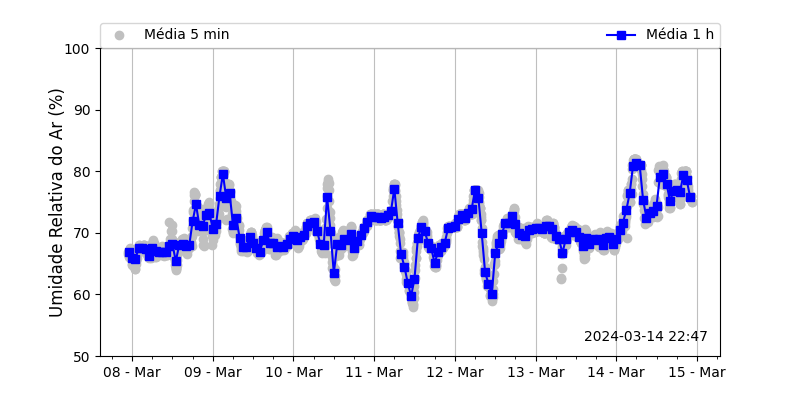 Média 5 min
Média 1 h
Umidade Relativa do Ar (%)
100
90
80
70
60
50
2024-03-14 22:47
08 - Mar
09 - Mar
10 - Mar
11 - Mar
12 - Mar
13 - Mar
14 - Mar
15 - Mar